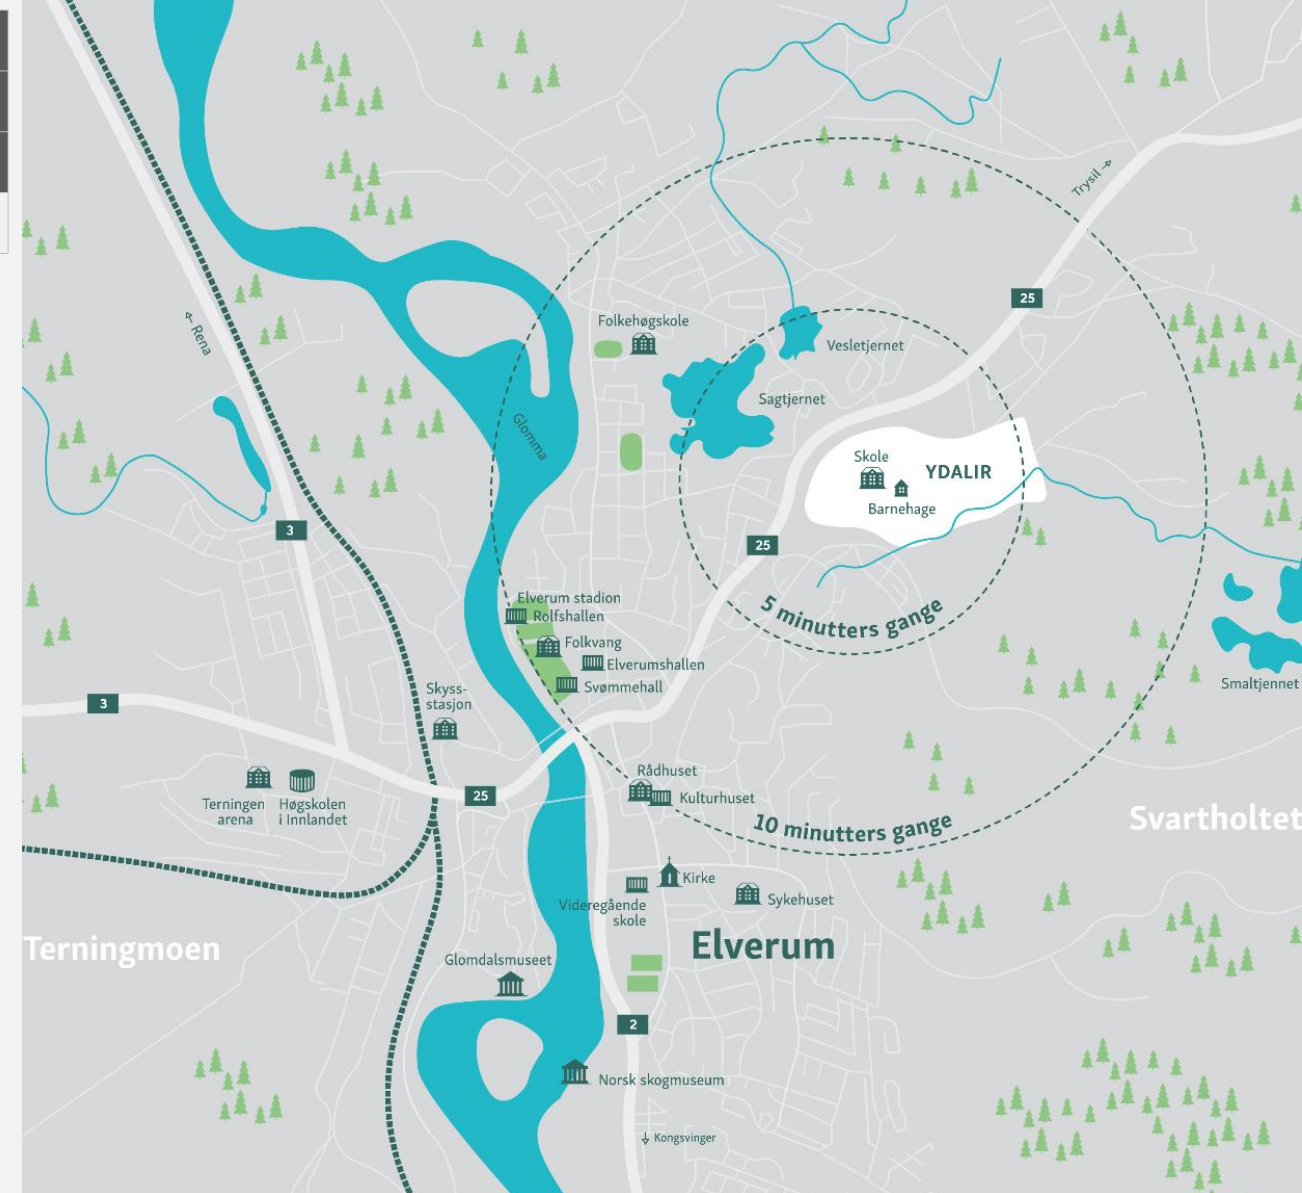 Trysil
25
Rena
Folkehøgskole
Vesletjernet
Sagtjernet
Glomma
Skole
YDALIR
Barnehage
3
25
Elverum stadion
Rolfshallen
5 minutters gange
Folkvang
Elverumshallen
Svømmehall
Smaltjennet
Skyss-
stasjon
3
Rådhuset
25
Kulturhuset
Terningen
arena
Høgskolen
i Innlandet
10 minutters gange
Svartholtet
Kirke
Sykehuset
Videregående
skole
Terningmoen
Elverum
Glomdalsmuseet
2
Norsk skogmuseum
Kongsvinger